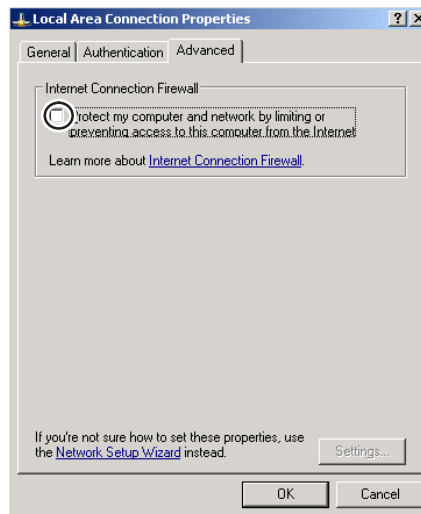 Local Area Connection Properties
General Authentication Advanced
Internet Connection Firewall
Protect my computer and network by limiting or
preventing access to this computer from the Internet
Learn more about Internet Connection Firewall.
If you're not sure how to set these properties, use
the Network Setup Wizard instead.
Settings...
OK Cancel